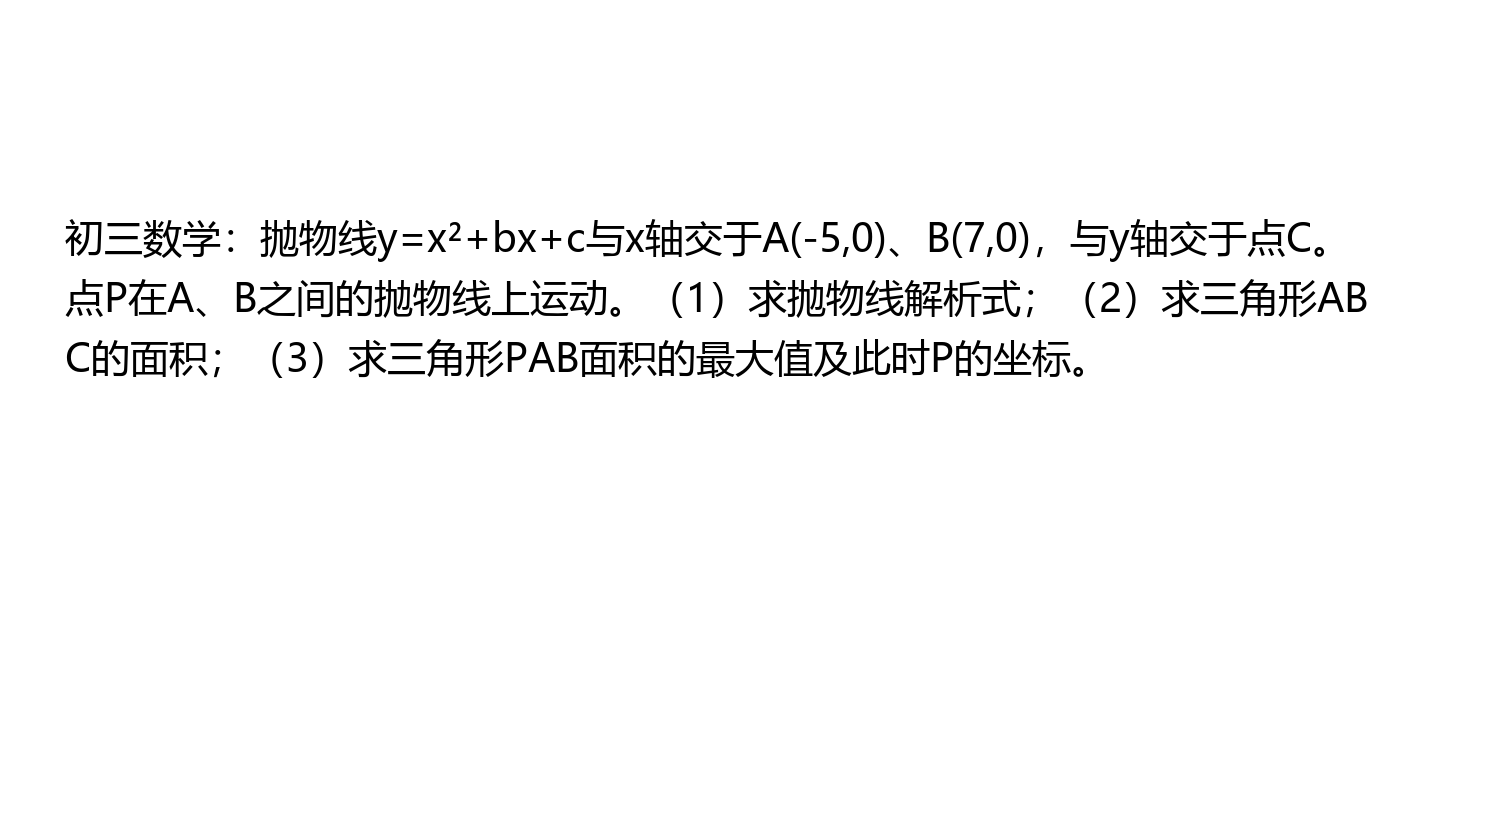 初三数学：抛物线y=x²+bx+c与x轴交于A(-5,0)、B(7,0)，与y轴交于点C。
点P在A、B之间的抛物线上运动。（1）求抛物线解析式；（2）求三角形AB
C的面积；（3）求三角形PAB面积的最大值及此时P的坐标。